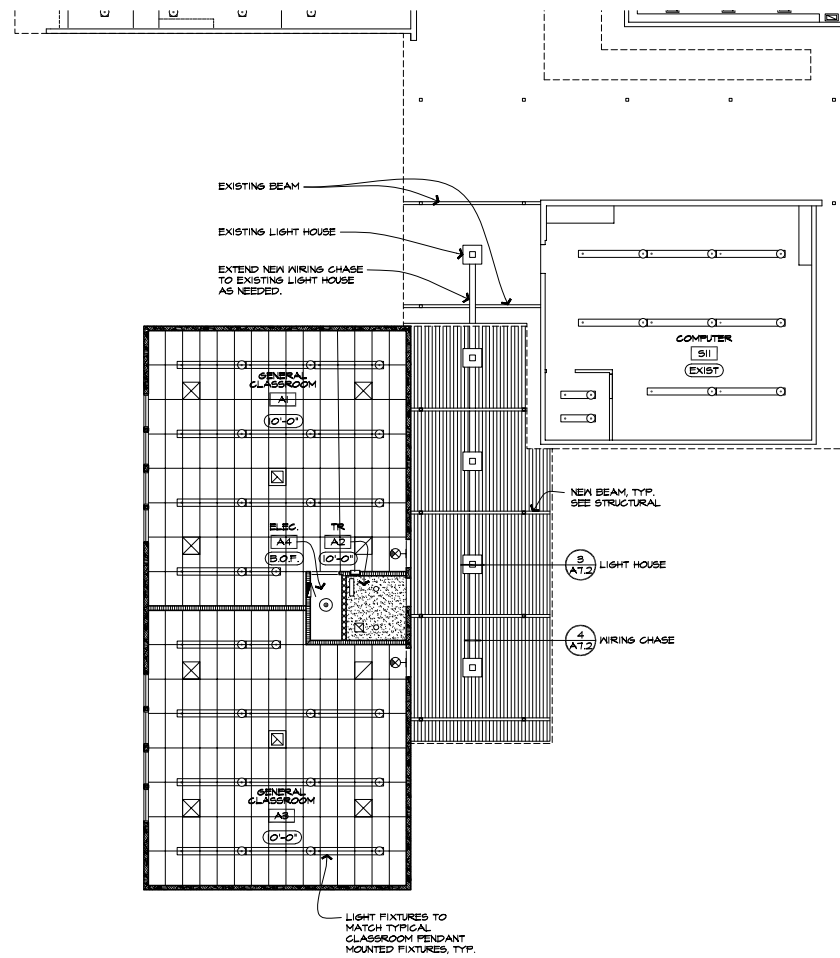 EXISTING BEAM
EXISTING LIGHT HOUSE
EXTEND NEW WIRING CHASE
TO EXISTING LIGHT HOUSE
AS NEEDED.
COMPUTER
S11
EXIST
GENERAL
CLASSROOM
A1
10'-0"
NEW BEAM, TYP.
SEE STRUCTURAL
ELEC.
A4
B.O.F.
TR
A2
10'-0"
3
A7.2
LIGHT HOUSE
4
A7.2
WIRING CHASE
GENERAL
CLASSROOM
A3
0'-0"
LIGHT FIXTURES TO
MATCH TYPICAL
CLASSROOM PENDANT
MOUNTED FIXTURES, TYP.